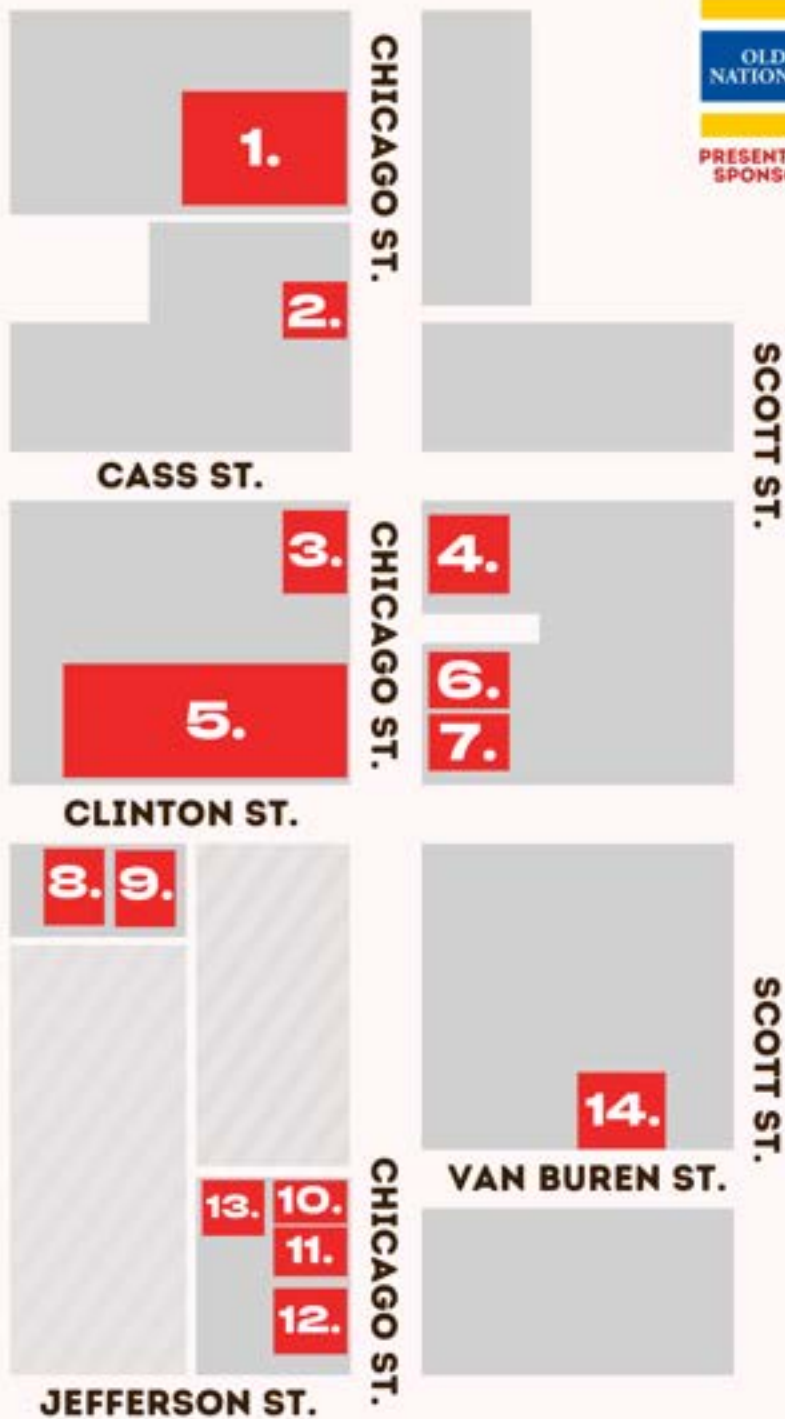 OLD
NATION
PRESENT
SPONS
CHICAGO ST.
1.
2.
SCOTT ST.
CASS ST.
3.
CHICAGO ST.
4.
5.
6.
7.
CLINTON ST.
8. 9.
SCOTT ST.
14.
VAN BUREN ST.
13. 10.
11.
12.
CHICAGO ST.
JEFFERSON ST.